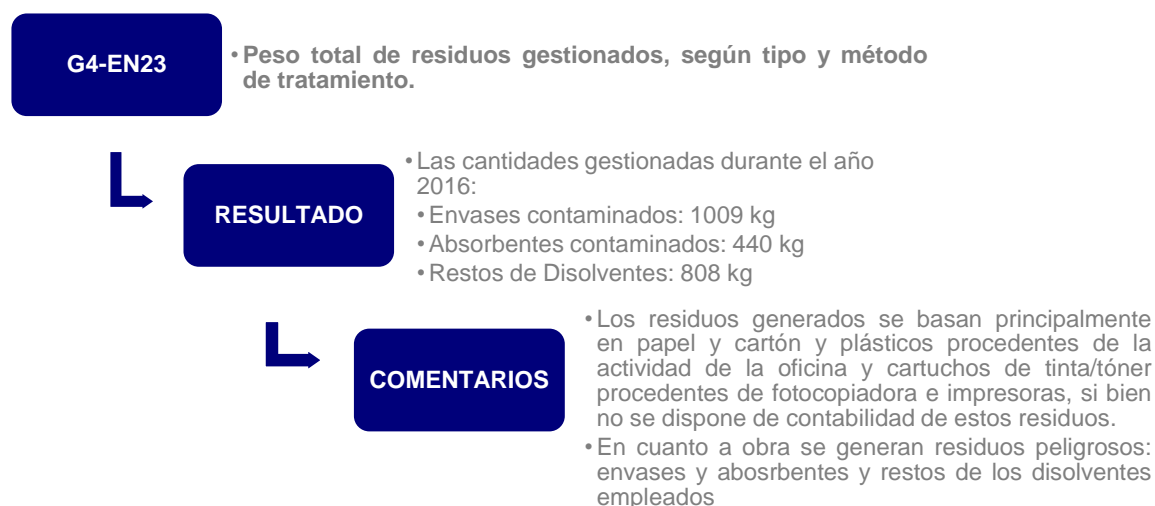 G4-EN23
• Peso total de residuos gestionados, según tipo y método
de tratamiento.
RESULTADO
• Las cantidades gestionadas durante el año
2016:
• Envases contaminados: 1009 kg
• Absorbentes contaminados: 440 kg
• Restos de Disolventes: 808 kg
COMENTARIOS
• Los residuos generados se basan principalmente
en papel y cartón y plásticos procedentes de la
actividad de la oficina y cartuchos de tinta/tóner
procedentes de fotocopiadora e impresoras, si bien
no se dispone de contabilidad de estos residuos.
• En cuanto a obra se generan residuos peligrosos:
envases y abosrbentes y restos de los disolventes
empleados